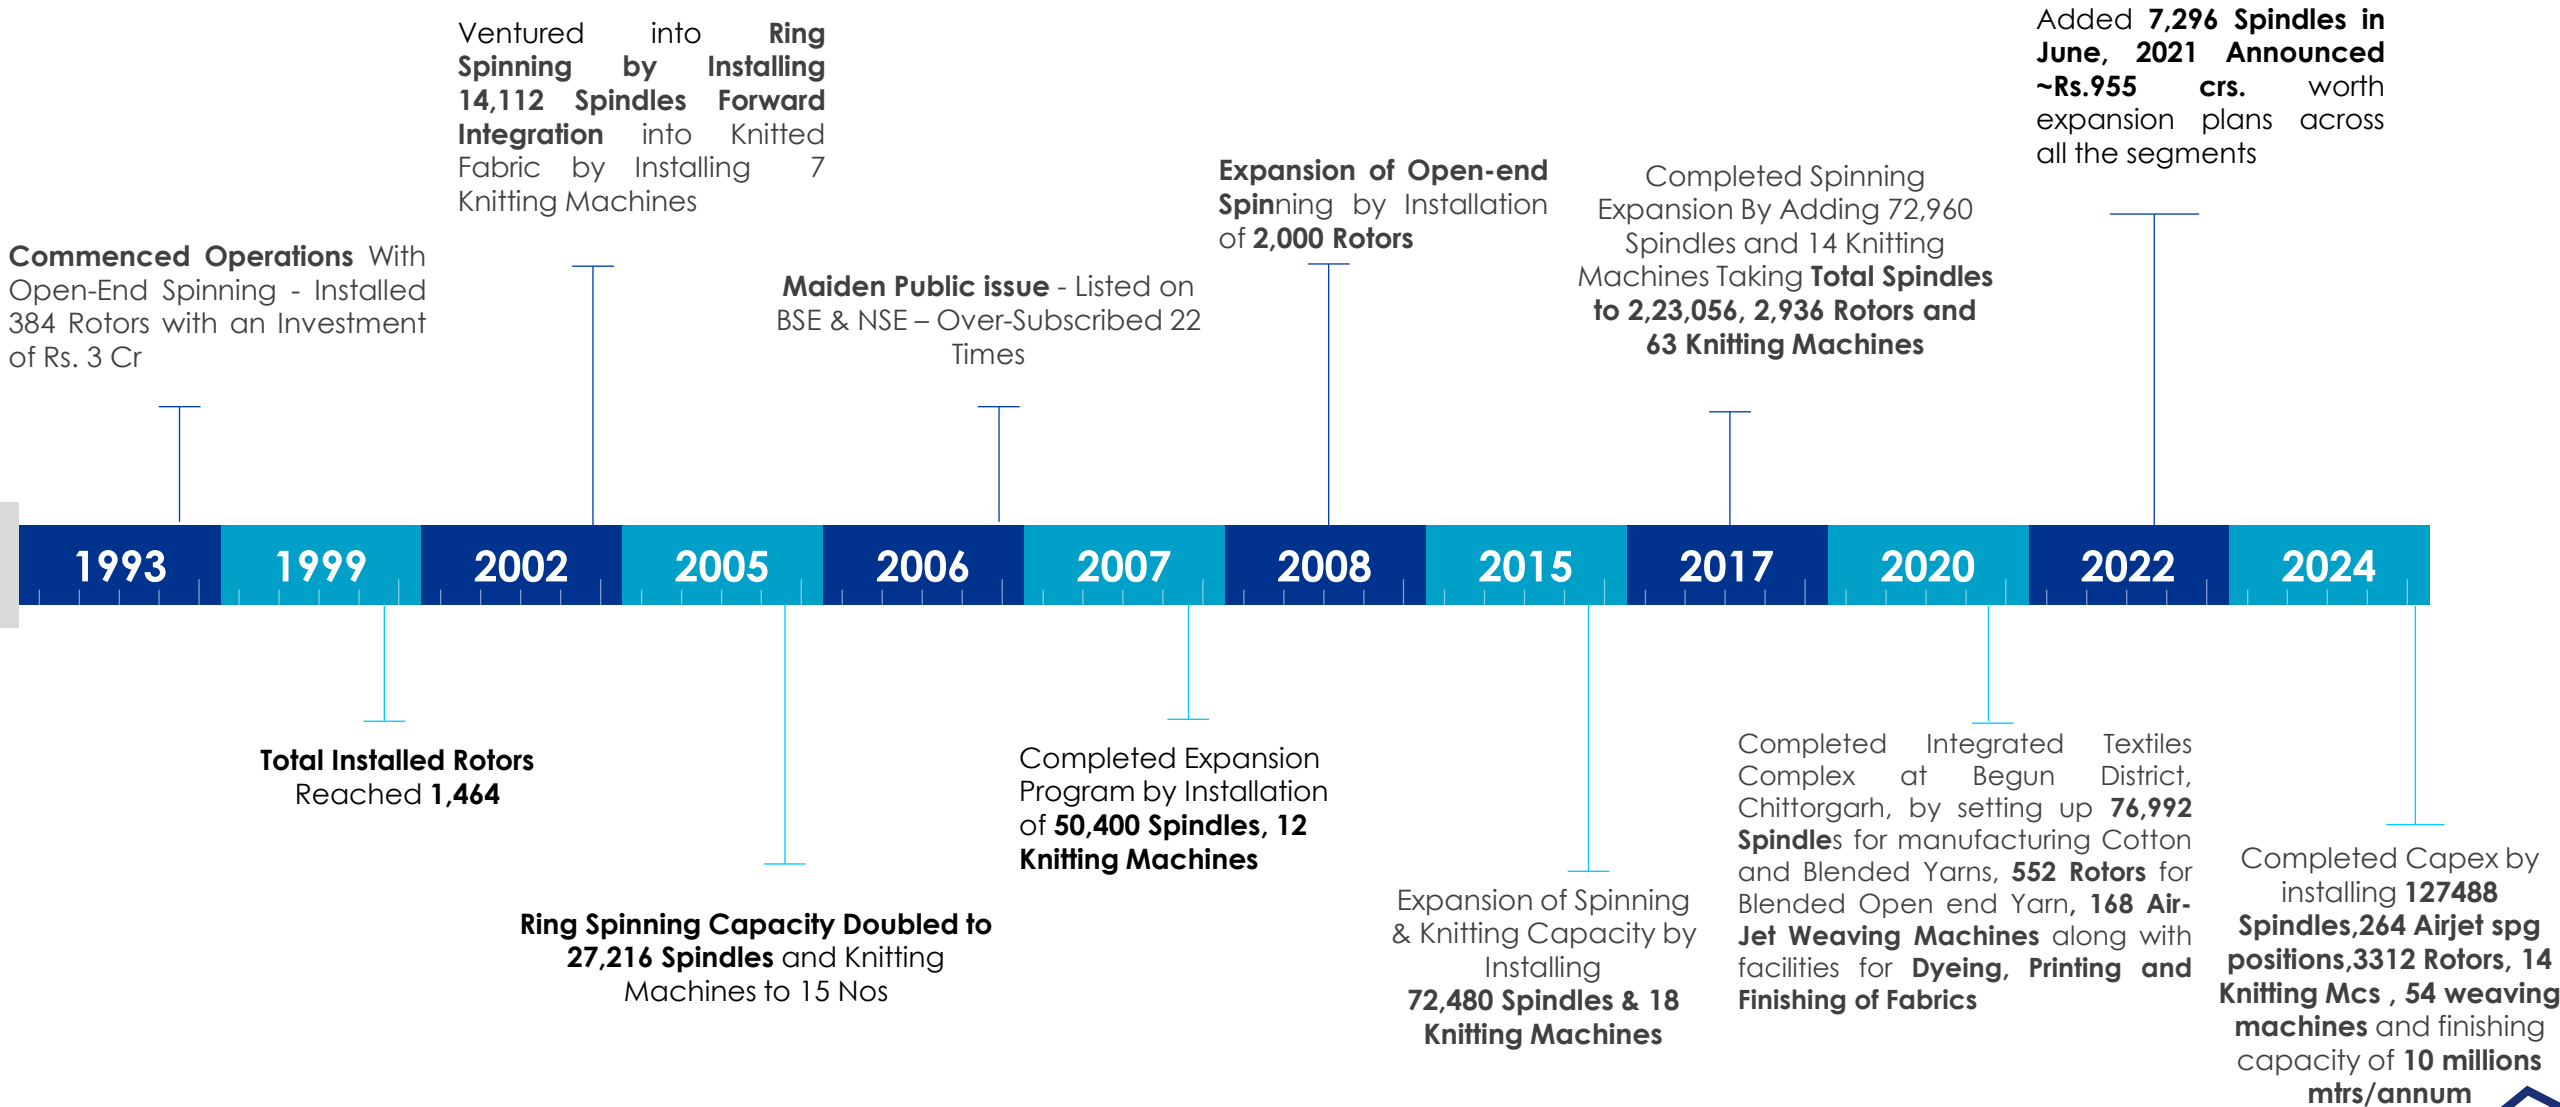 Commenced Operations With
Open-End Spinning - Installed
384 Rotors with an Investment
of Rs. 3 Cr
Ventured into Ring
Spinning by Installing
14,112 Spindles Forward
Integration into Knitted
Fabric by Installing 7
Knitting Machines
Maiden Public issue - Listed on
BSE & NSE – Over-Subscribed 22
Times
Expansion of Open-end
Spinning by Installation
of 2,000 Rotors
Completed Spinning
Expansion By Adding 72,960
Spindles and 14 Knitting
Machines Taking Total Spindles
to 2,23,056, 2,936 Rotors and
63 Knitting Machines
Added 7,296 Spindles in
June, 2021 Announced
~Rs.955 crs. worth
expansion plans across
all the segments
1993 1999 2002 2005 2006 2007 2008 2015 2017 2020 2022 2024
Total Installed Rotors
Reached 1,464
Ring Spinning Capacity Doubled to
27,216 Spindles and Knitting
Machines to 15 Nos
Completed Expansion
Program by Installation
of 50,400 Spindles, 12
Knitting Machines
Expansion of Spinning
& Knitting Capacity by
Installing
72,480 Spindles & 18
Knitting Machines
Completed Integrated Textiles
Complex at Begun District,
Chittorgarh, by setting up 76,992
Spindles for manufacturing Cotton
and Blended Yarns, 552 Rotors for
Blended Open end Yarn, 168 Air-
Jet Weaving Machines along with
facilities for Dyeing, Printing and
Finishing of Fabrics
Completed Capex by
installing 127488
Spindles,264 Airjet spg
positions,3312 Rotors, 14
Knitting Mcs , 54 weaving
machines and finishing
capacity of 10 millions
mtrs/annum